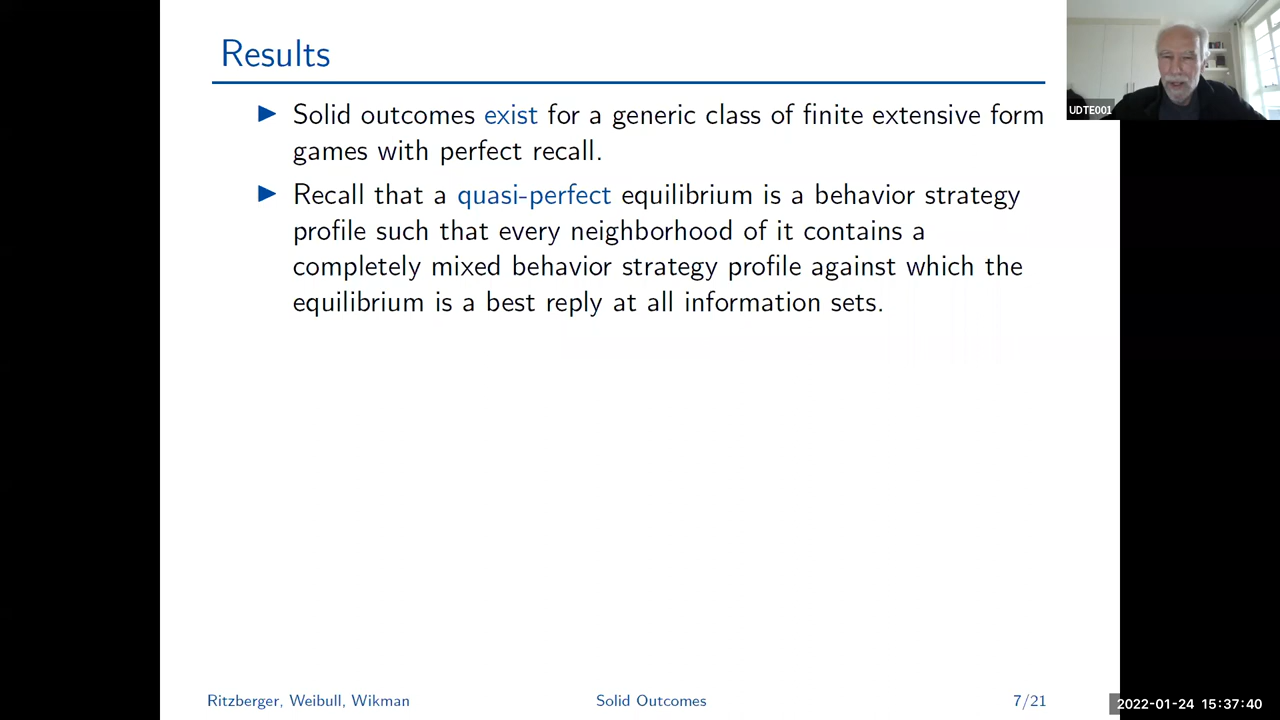 Results
▶ Solid outcomes exist for a generic class of finite extensive form
games with perfect recall.
▶ Recall that a quasi-perfect equilibrium is a behavior strategy
profile such that every neighborhood of it contains a
completely mixed behavior strategy profile against which the
equilibrium is a best reply at all information sets.
UDTE001
Ritzberger, Weibull, Wikman
Solid Outcomes
7/21
2022-01-24 15:37:40